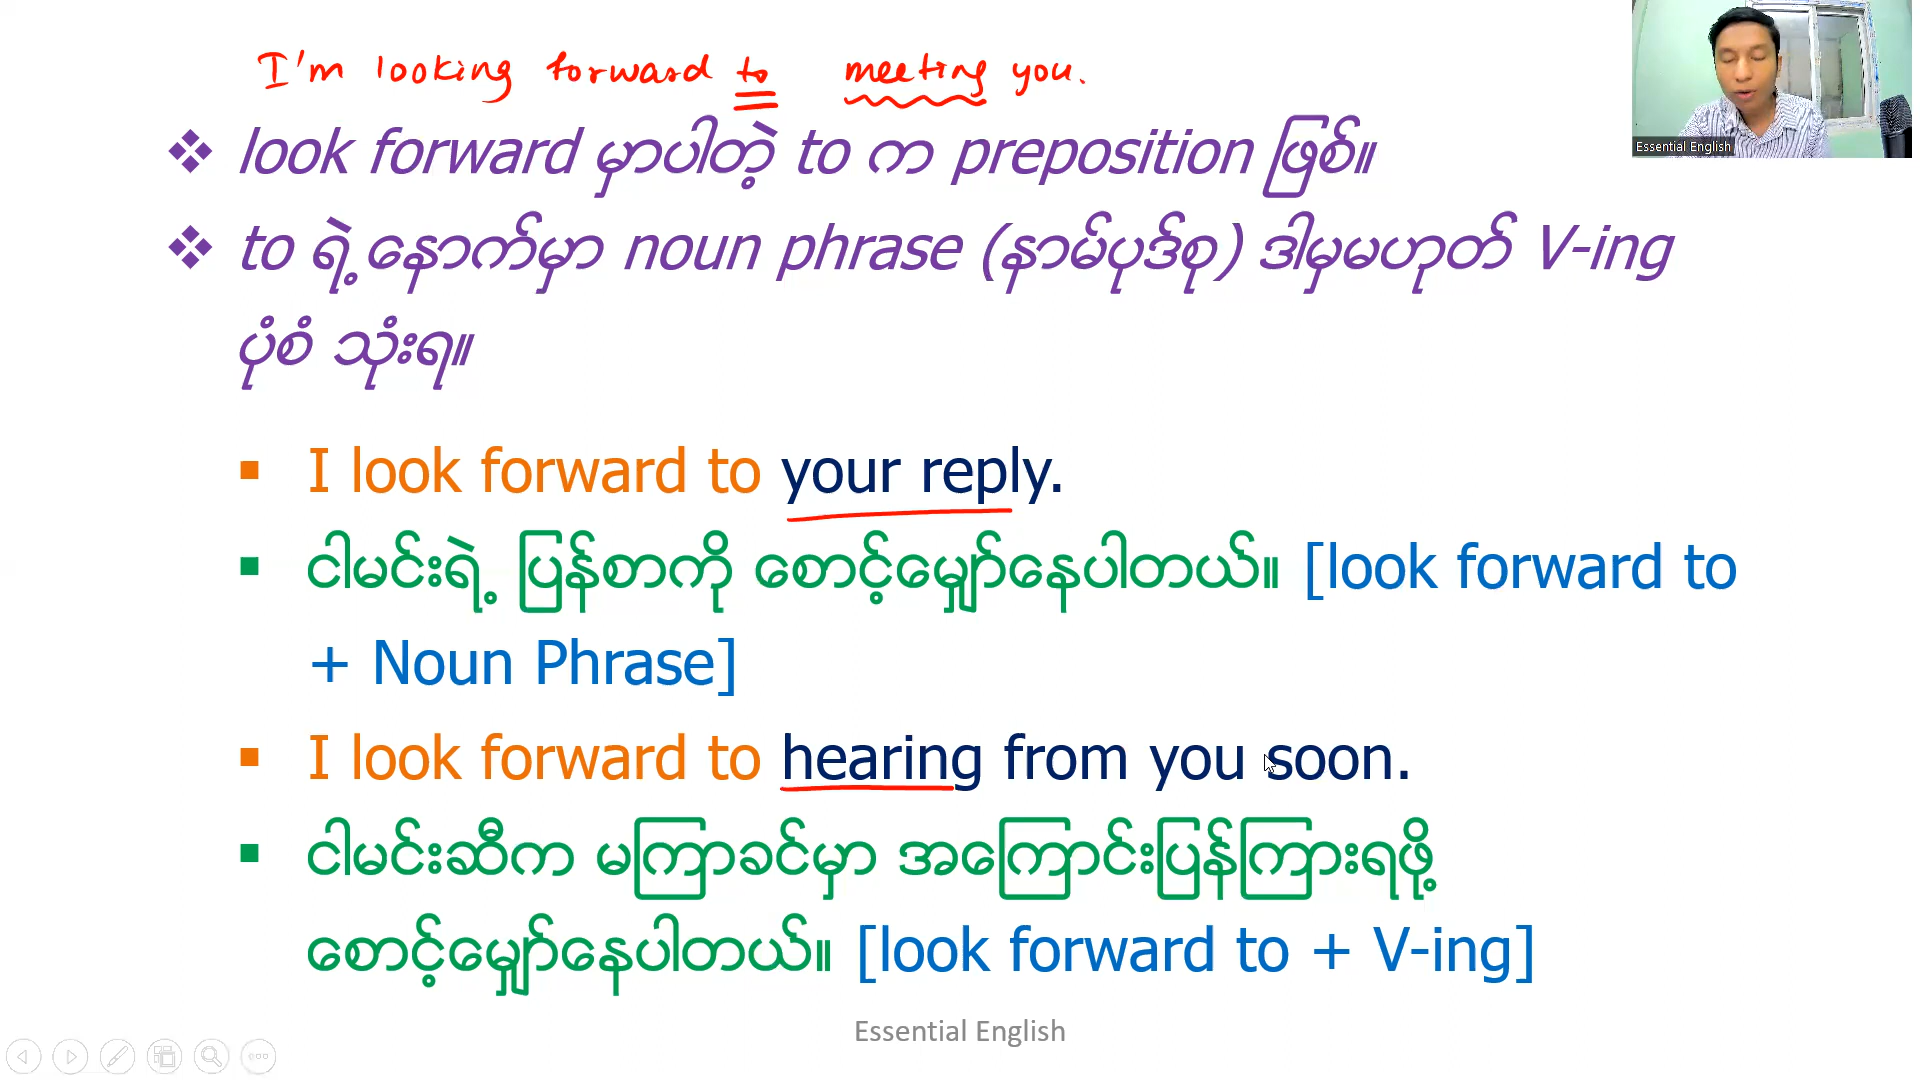 I'm looking forward to meeting you.
Essential English
❖ look forward မှာပါတဲ့ to က preposition ဖြစ်။
❖ to ရဲ့နောက်မှာ noun phrase (နာမ်ပုဒ်စု) ဒါမှမဟုတ် V-ing
ပုံစံ သုံးရ။
▪ I look forward to your reply.
▪ ငါမင်းရဲ့ ပြန်စာကို စောင့်မျှော်နေပါတယ်။ [look forward to
+ Noun Phrase]
▪ I look forward to hearing from you soon.
▪ ငါမင်းဆီက မကြာခင်မှာ အကြောင်းပြန်ကြားရဖို့
စောင့်မျှော်နေပါတယ်။ [look forward to + V-ing]
Essential English